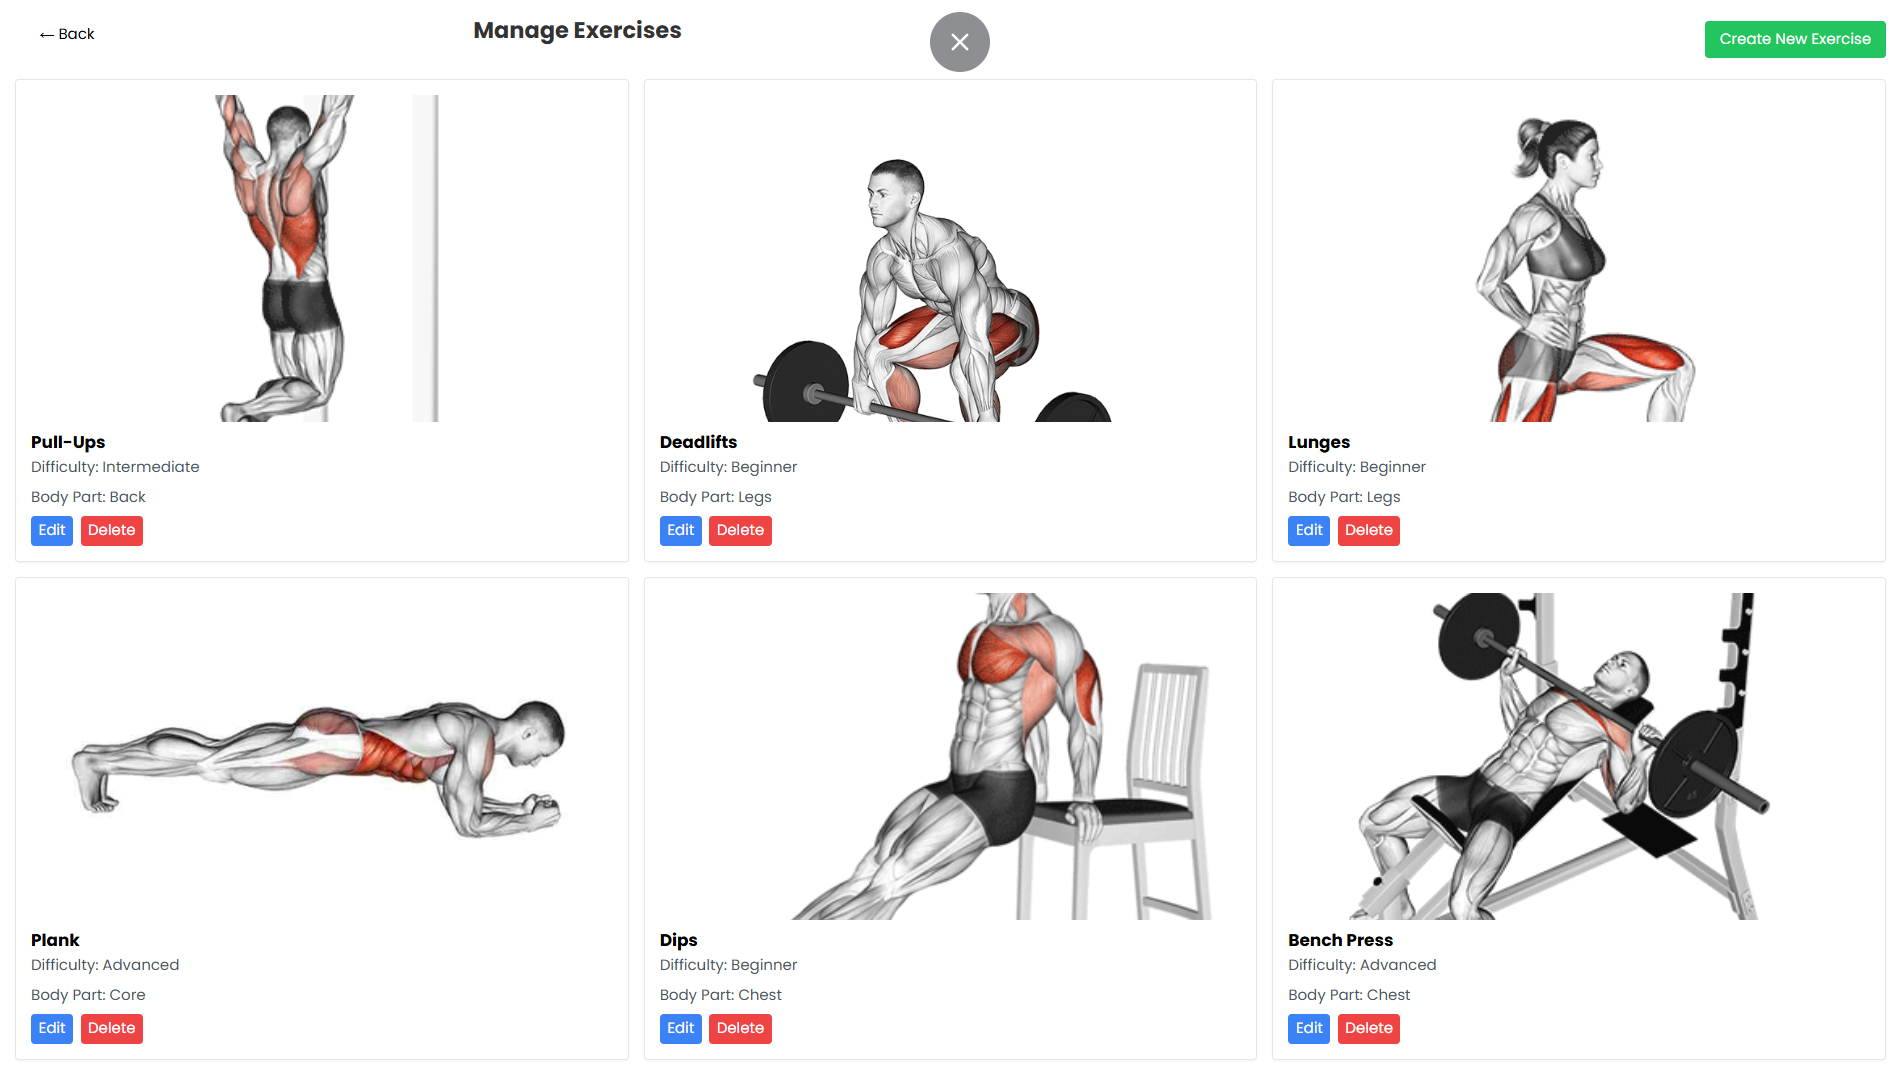 ← Back
Manage Exercises
Create New Exercise
Pull-Ups
Difficulty: Intermediate
Body Part: Back
Edit Delete
Deadlifts
Difficulty: Beginner
Body Part: Legs
Edit Delete
Lunges
Difficulty: Beginner
Body Part: Legs
Edit Delete
Plank
Difficulty: Advanced
Body Part: Core
Edit Delete
Dips
Difficulty: Beginner
Body Part: Chest
Edit Delete
Bench Press
Difficulty: Advanced
Body Part: Chest
Edit Delete